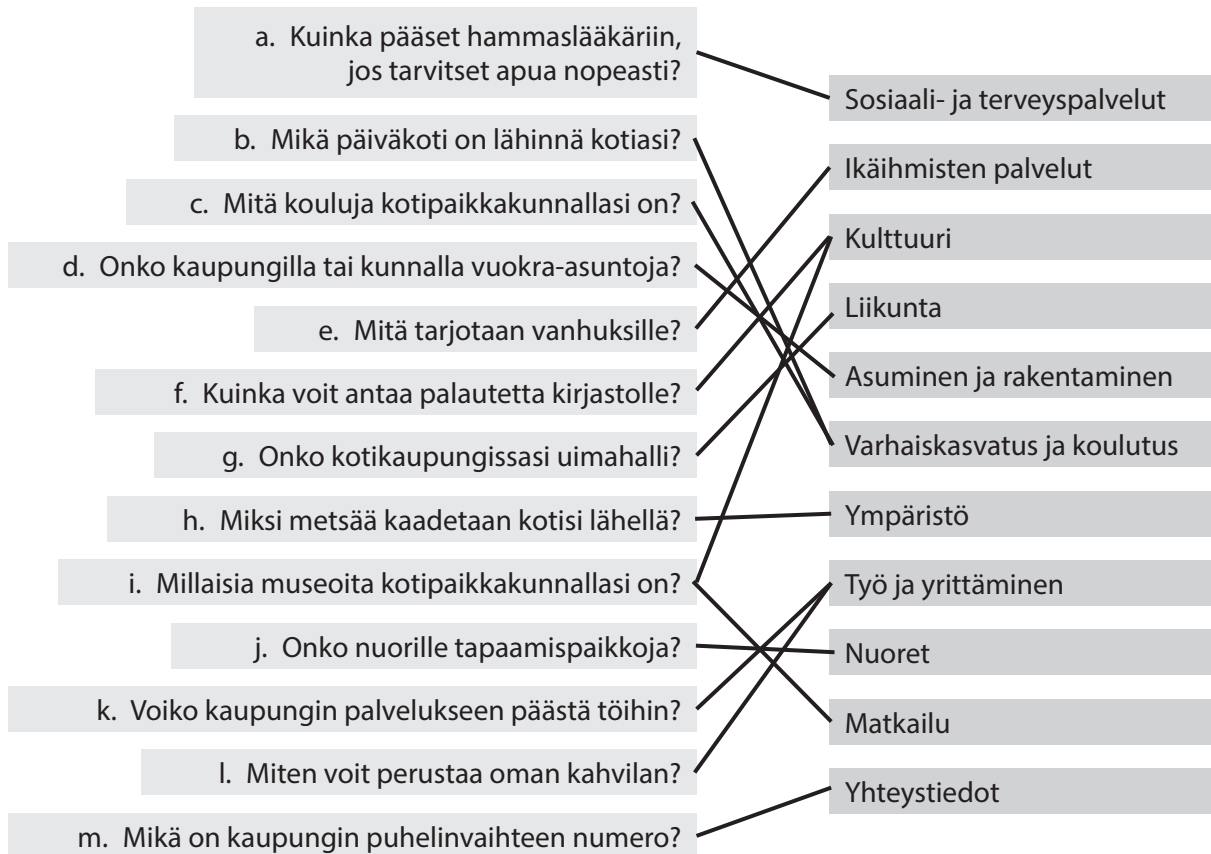 a. Kuinka pääset hammaslääkäriin,
jos tarvitset apua nopeasti?
b. Mikä päiväkoti on lähinnä kotiasi?
c. Mitä kouluja kotipaikkakunnallasi on?
d. Onko kaupungilla tai kunnalla vuokra-asuntoja?
e. Mitä tarjotaan vanhuksille?
f. Kuinka voit antaa palautetta kirjastolle?
g. Onko kotikaupungissasi uimahalli?
h. Miksi metsää kaadetaan kotisi lähellä?
i. Millaisia museoita kotipaikkakunnallasi on?
j. Onko nuorille tapaamispaikkoja?
k. Voiko kaupungin palvelukseen päästä töihin?
l. Miten voit perustaa oman kahvilan?
m. Mikä on kaupungin puhelinvaihteen numero?
Sosiaali- ja terveyspalvelut
Ikäihmisten palvelut
Kulttuuri
Liikunta
Asuminen ja rakentaminen
Varhaiskasvatus ja koulutus
Ympäristö
Työ ja yrittäminen
Nuoret
Matkailu
Yhteystiedot